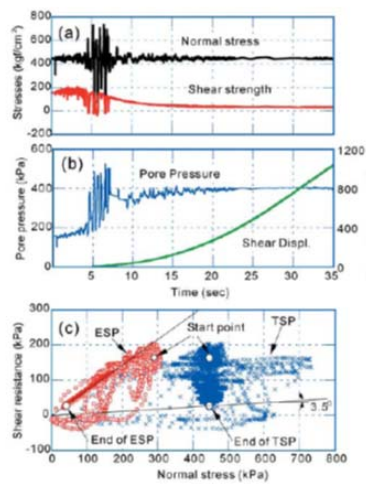 800
600
400
200
0
-200
Stresses (kgf/cm²
(a)
Normal stress
Shear strength
600
400
200
0
Pore pressure (kPa)
(b)
Pore Pressure
Shear Displ.
1200
800
400
0
0 5 10 15 20 25 30 35
Time (sec)
300
200
100
0
-100
Shear resistance (kPa)
(c)
ESP
Start point
TSP
3.5°
End of ESP
End of TSP
0 100 200 300 400 500 600 700 800
Normal stress (kPa)